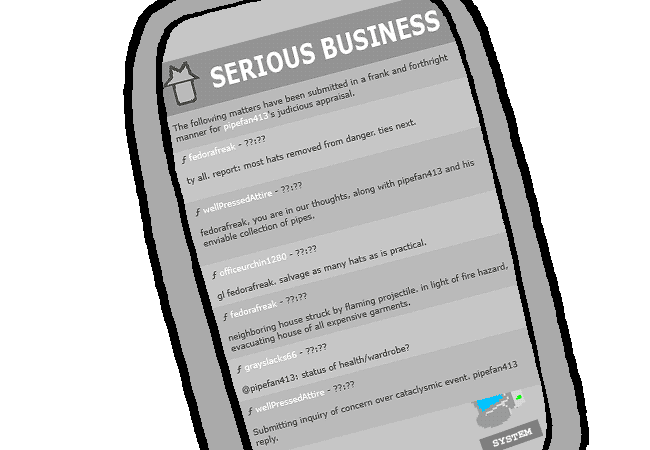 SERIOUS BUSINESS
The following matters have been submitted in a frank and forthright
manner for pipefan413's judicious appraisal.
ƒ fedorafreak - ??:??
ty all. report: most hats removed from danger. ties next.
ƒ wellPressedAttire - ??:??
fedorafreak, you are in our thoughts, along with pipefan413 and his
enviable collection of pipes.
ƒ officeurchin1280 - ??:??
gl fedorafreak. salvage as many hats as is practical.
ƒ fedorafreak - ??:??
neighboring house struck by flaming projectile. in light of fire hazard,
evacuating house of all expensive garments.
ƒ grayslacks66 - ??:??
@pipefan413: status of health/wardrobe?
ƒ wellPressedAttire - ??:??
Submitting inquiry of concern over cataclysmic event. pipefan413
reply.
SYSTEM